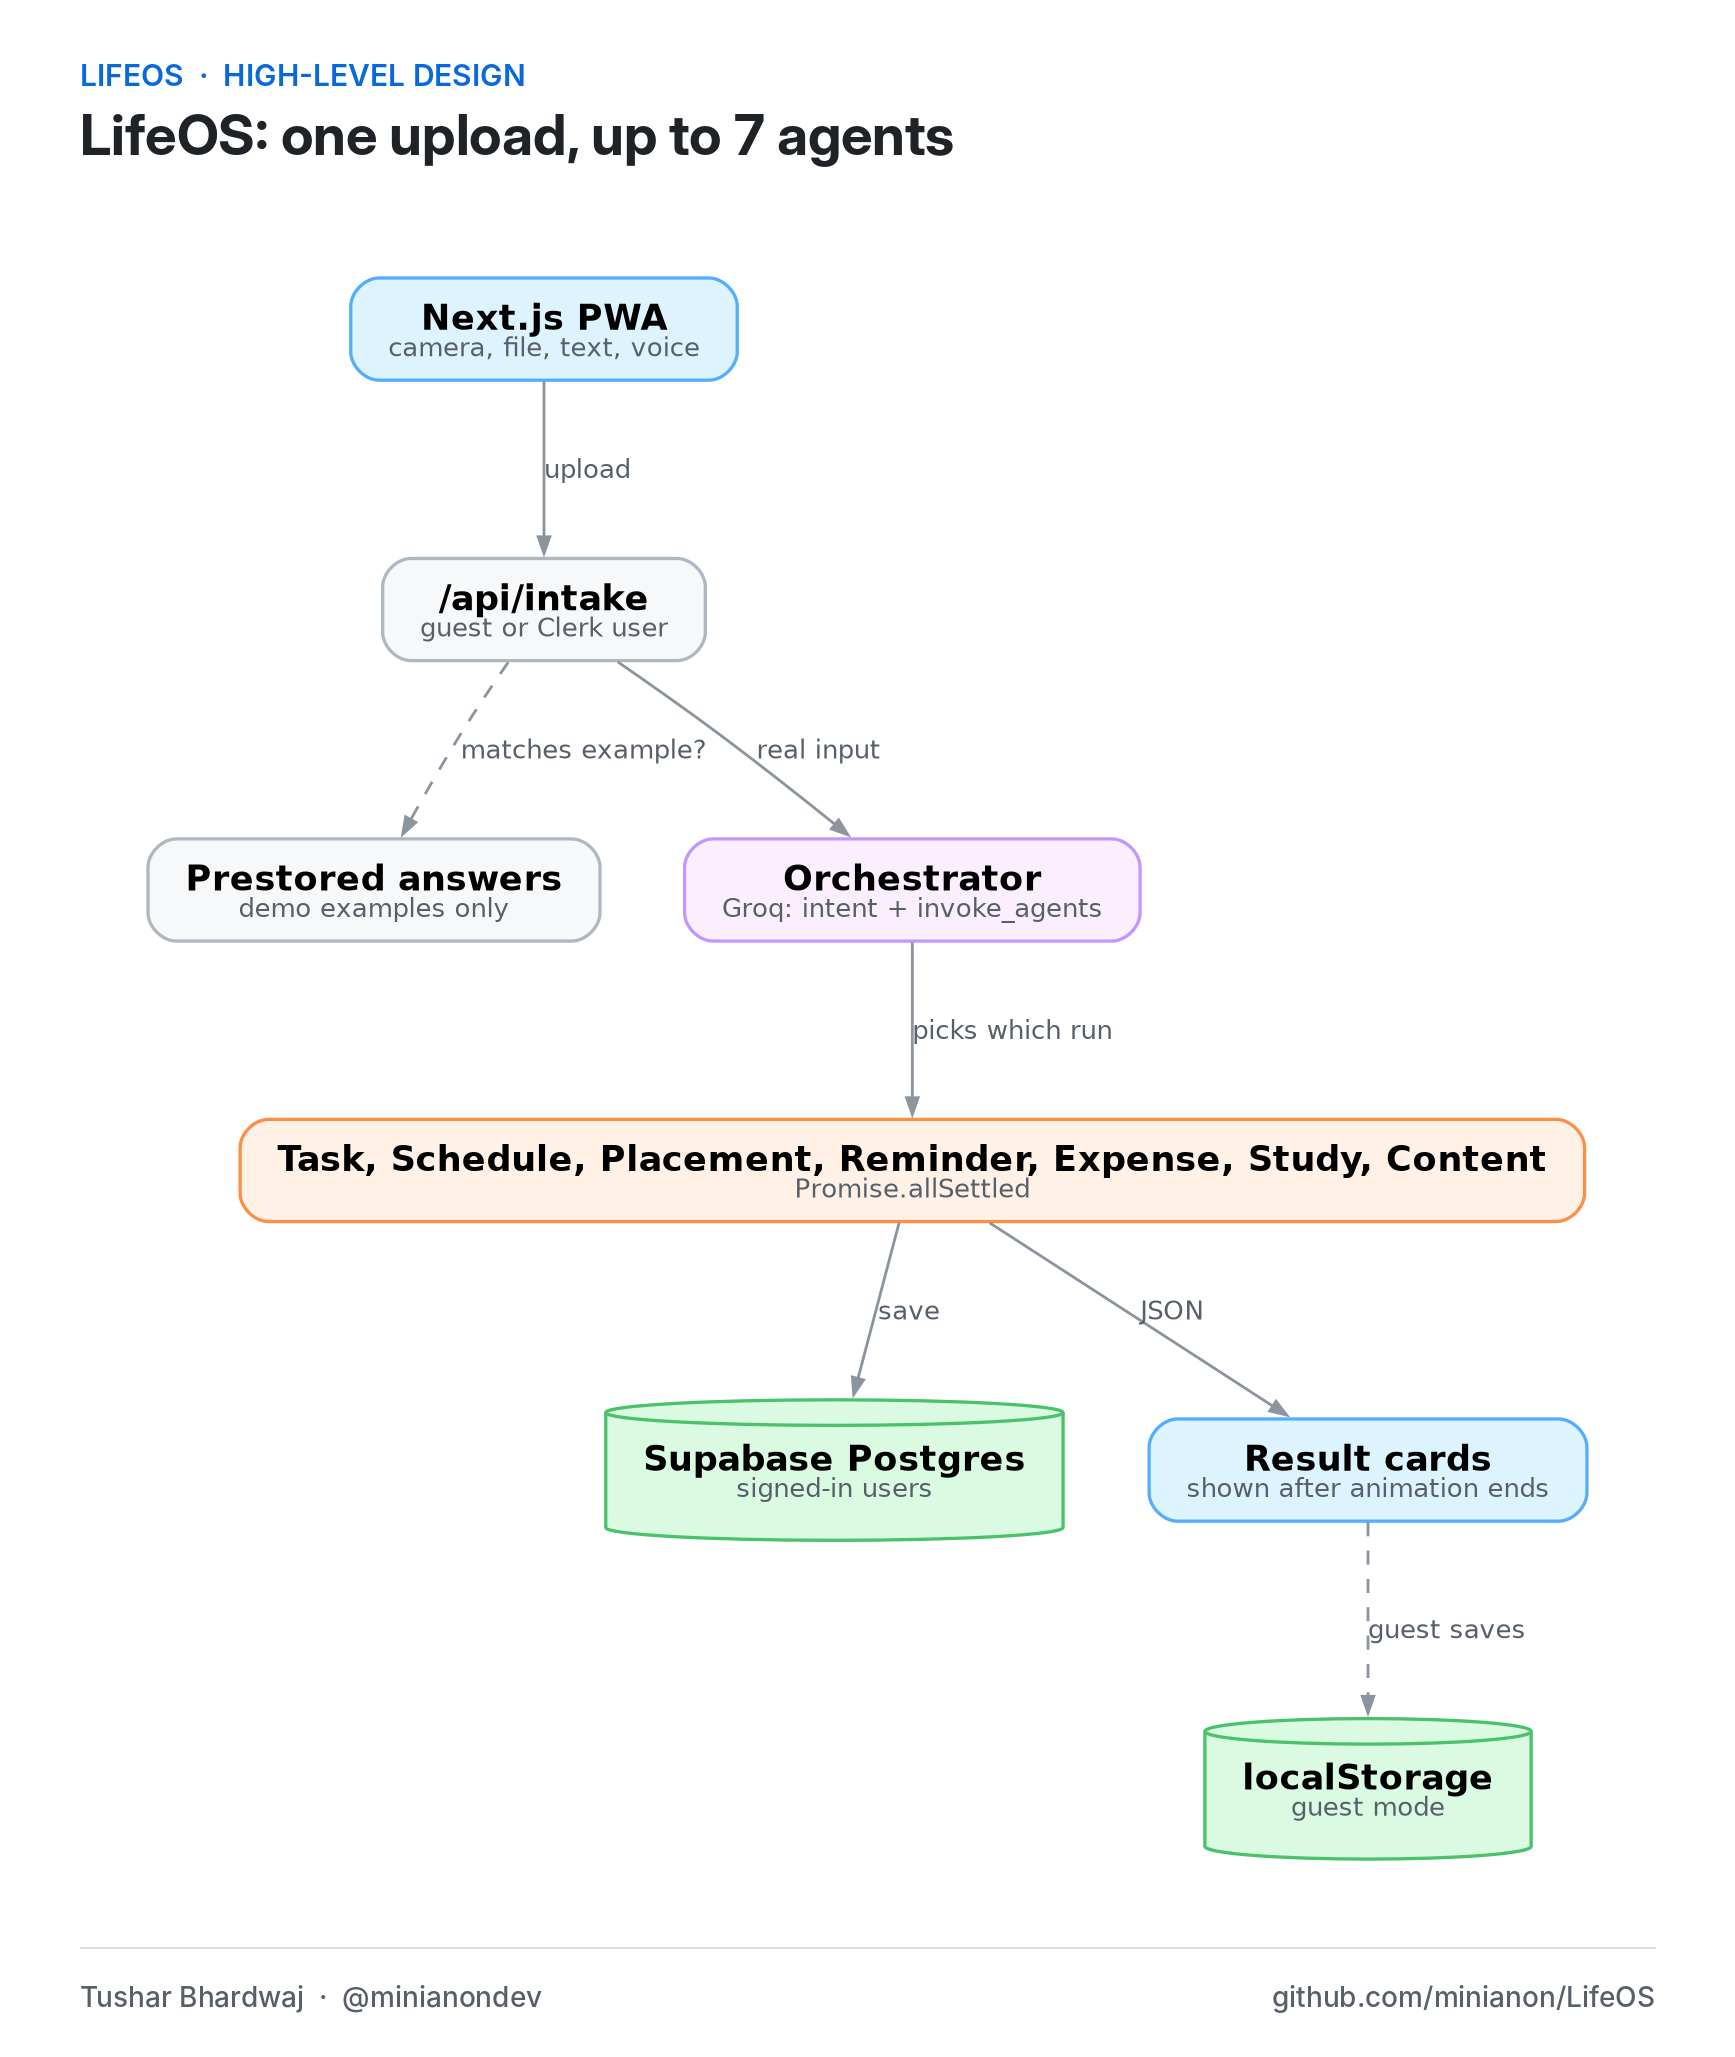 LIFEOS · HIGH-LEVEL DESIGN
LifeOS: one upload, up to 7 agents
Next.js PWA
camera, file, text, voice
upload
/api/intake
guest or Clerk user
matches example?
real input
Prestored answers
demo examples only
Orchestrator
Groq: intent + invoke_agents
picks which run
Task, Schedule, Placement, Reminder, Expense, Study, Content
Promise.allSettled
save
JSON
Supabase Postgres
signed-in users
Result cards
shown after animation ends
guest saves
localStorage
guest mode
Tushar Bhardwaj · @minianondev
github.com/minianon/LifeOS